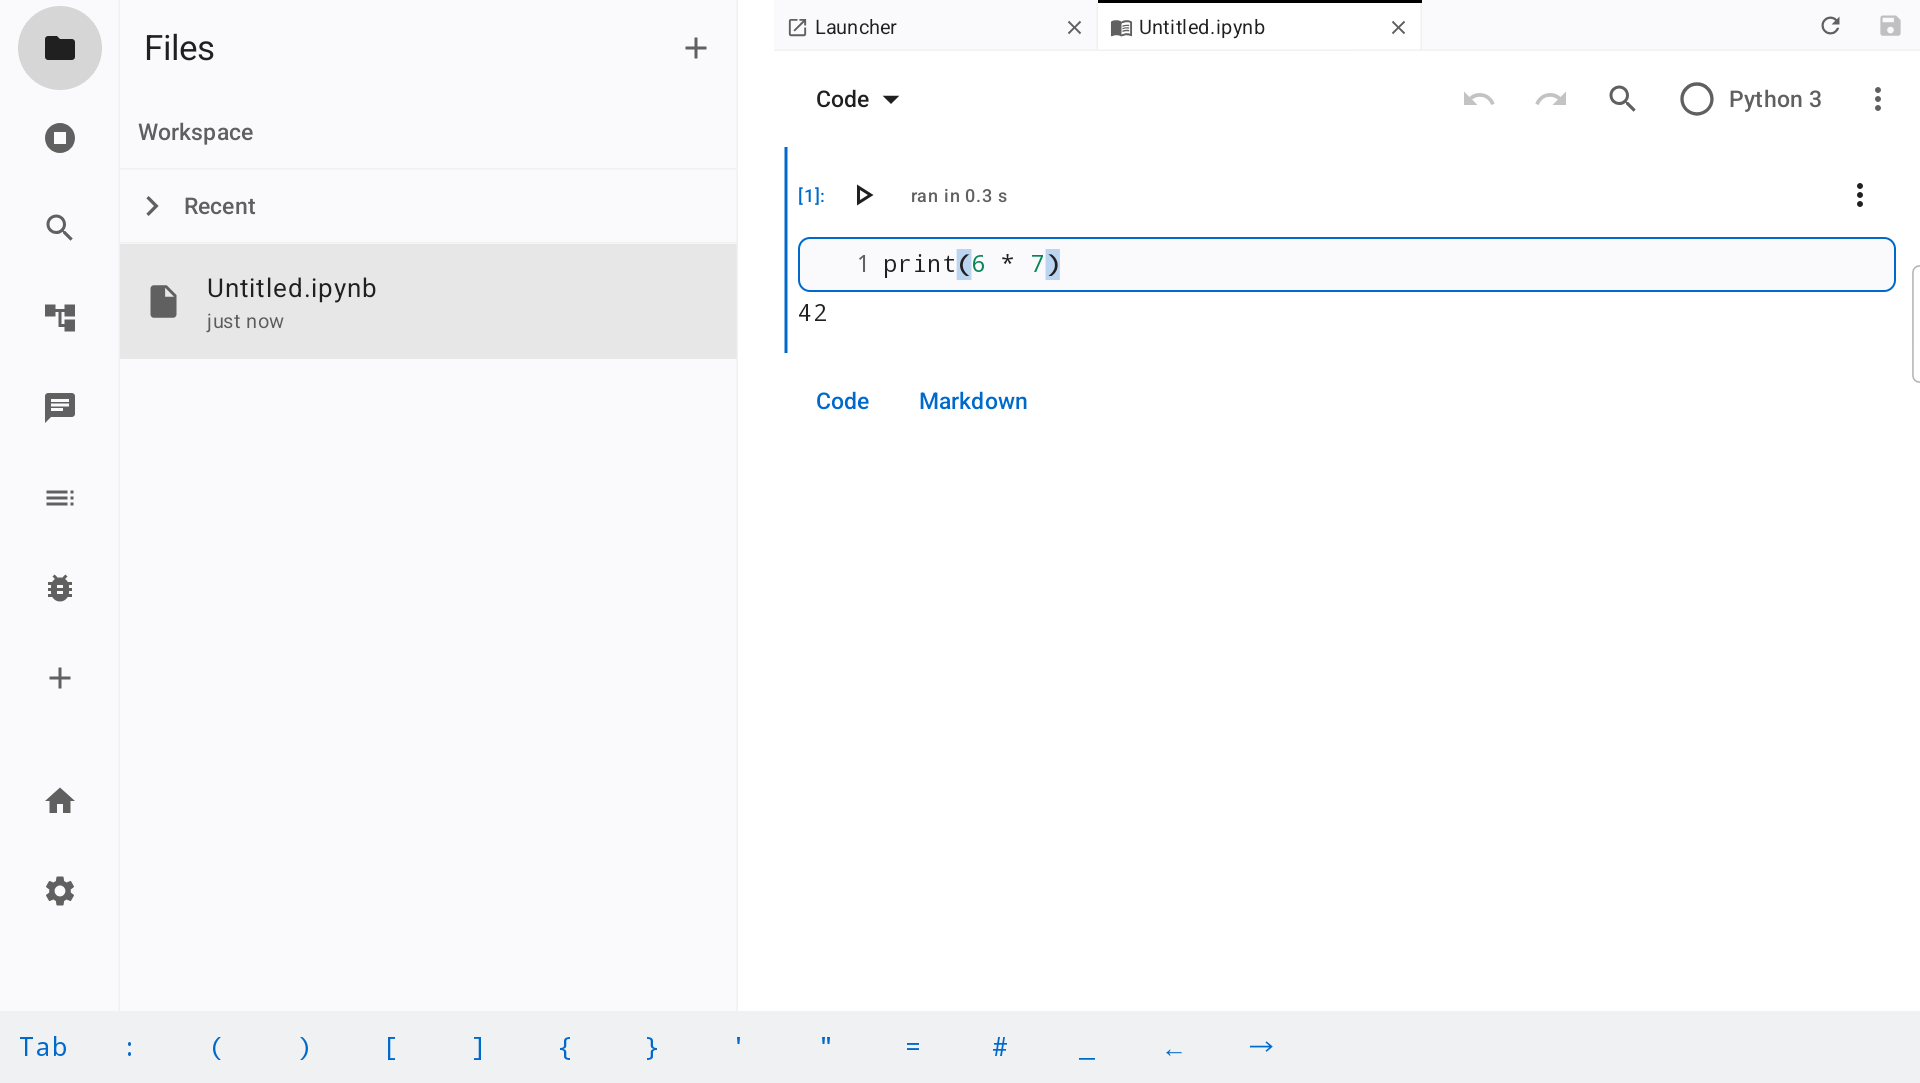 Files
Workspace
Recent
Untitled.ipynb
just now
Launcher
Untitled.ipynb
Code
Python 3
[1]:
ran in 0.3 s
1 print(6 * 7)
42
Code Markdown
Tab : ( ) [ ] { } ' " = # _ ← →